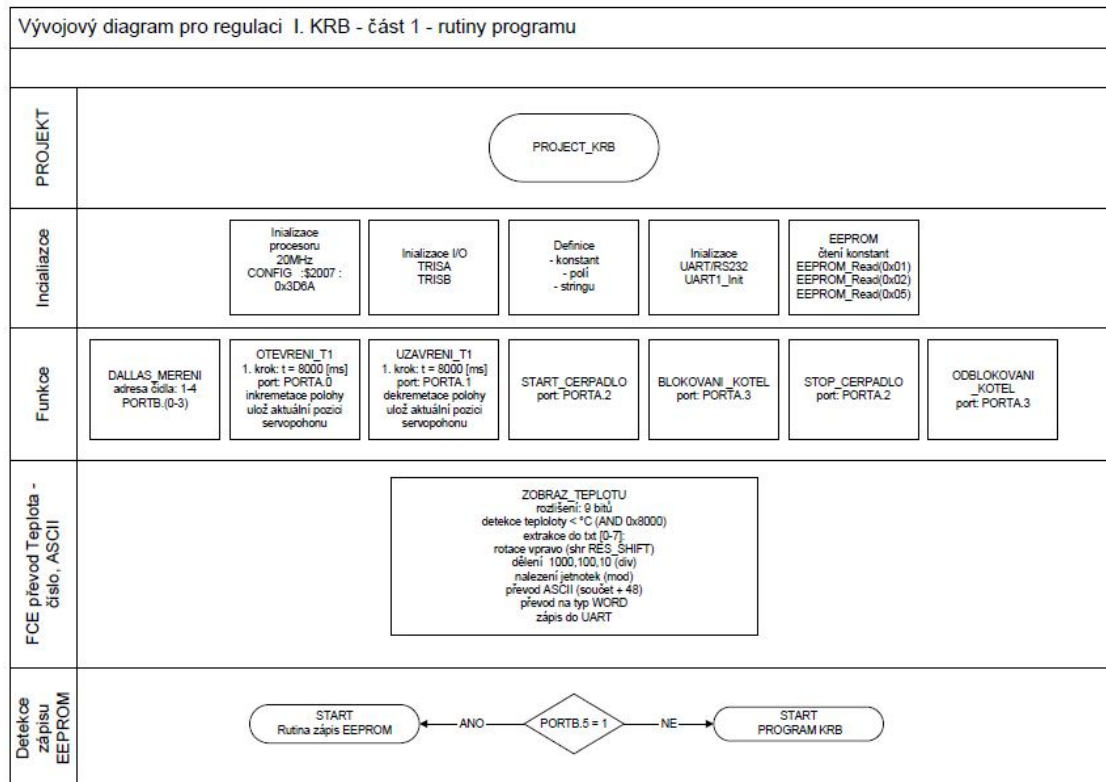 Vývojový diagram pro regulaci I. KRB - část 1 - rutiny programu
PROJEKT
PROJECT_KRB
Incializace
Inializace
procesoru
20MHz
CONFIG :$2007 :
0x3D6A
Inializace I/O
TRISA
TRISB
Definice
- konstant
- polí
- stringu
Inializace
UART/RS232
UART1_Init
EEPROM
čtení konstant
EEPROM_Read(0x01)
EEPROM_Read(0x02)
EEPROM_Read(0x05)
Funkce
DALLAS_MERENI
adresa čidla: 1-4
PORTB.(0-3)
OTEVRENI_T1
1. krok: t = 8000 [ms]
port: PORTA.0
inkremetace polohy
ulož aktuální pozici
servopohonu
UZAVRENI_T1
1. krok: t = 8000 [ms]
port: PORTA.1
dekremetace polohy
ulož aktuální pozici
servopohonu
START_CERPADLO
port: PORTA.2
BLOKOVANI_KOTEL
port: PORTA.3
STOP_CERPADLO
port: PORTA.2
ODBLOKOVANI
_KOTEL
port: PORTA.3
FCE převod Teplota -
číslo, ASCII
ZOBRAZ_TEPLOTU
rozlišení: 9 bitů
detekce teploloty < °C (AND 0x8000)
extrakce do txt [0-7]:
rotace vpravo (shr RES_SHIFT)
dělení 1000,100,10 (div)
nalezení jetnotek (mod)
převod ASCII (součet + 48)
převod na typ WORD
zápis do UART
Detekce
zápisu
EEPROM
START
Rutina zápis EEPROM
ANO
PORTB.5 = 1
NE
START
PROGRAM KRB